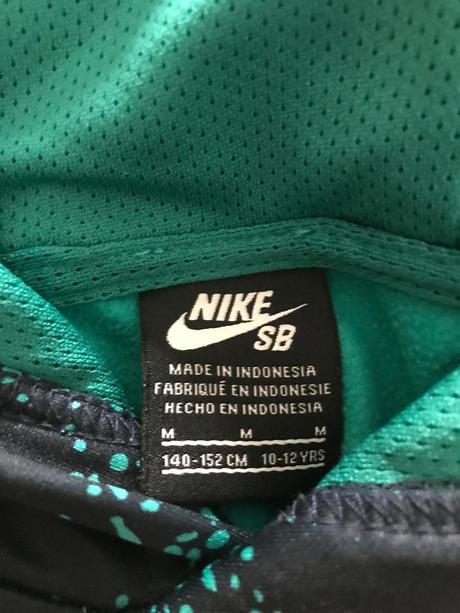 NIKE
SB
MADE IN INDONESIA
FABRIQUÉ EN INDONESIE
HECHO EN INDONESIA
M M M
140-152 CM 10-12 YRS